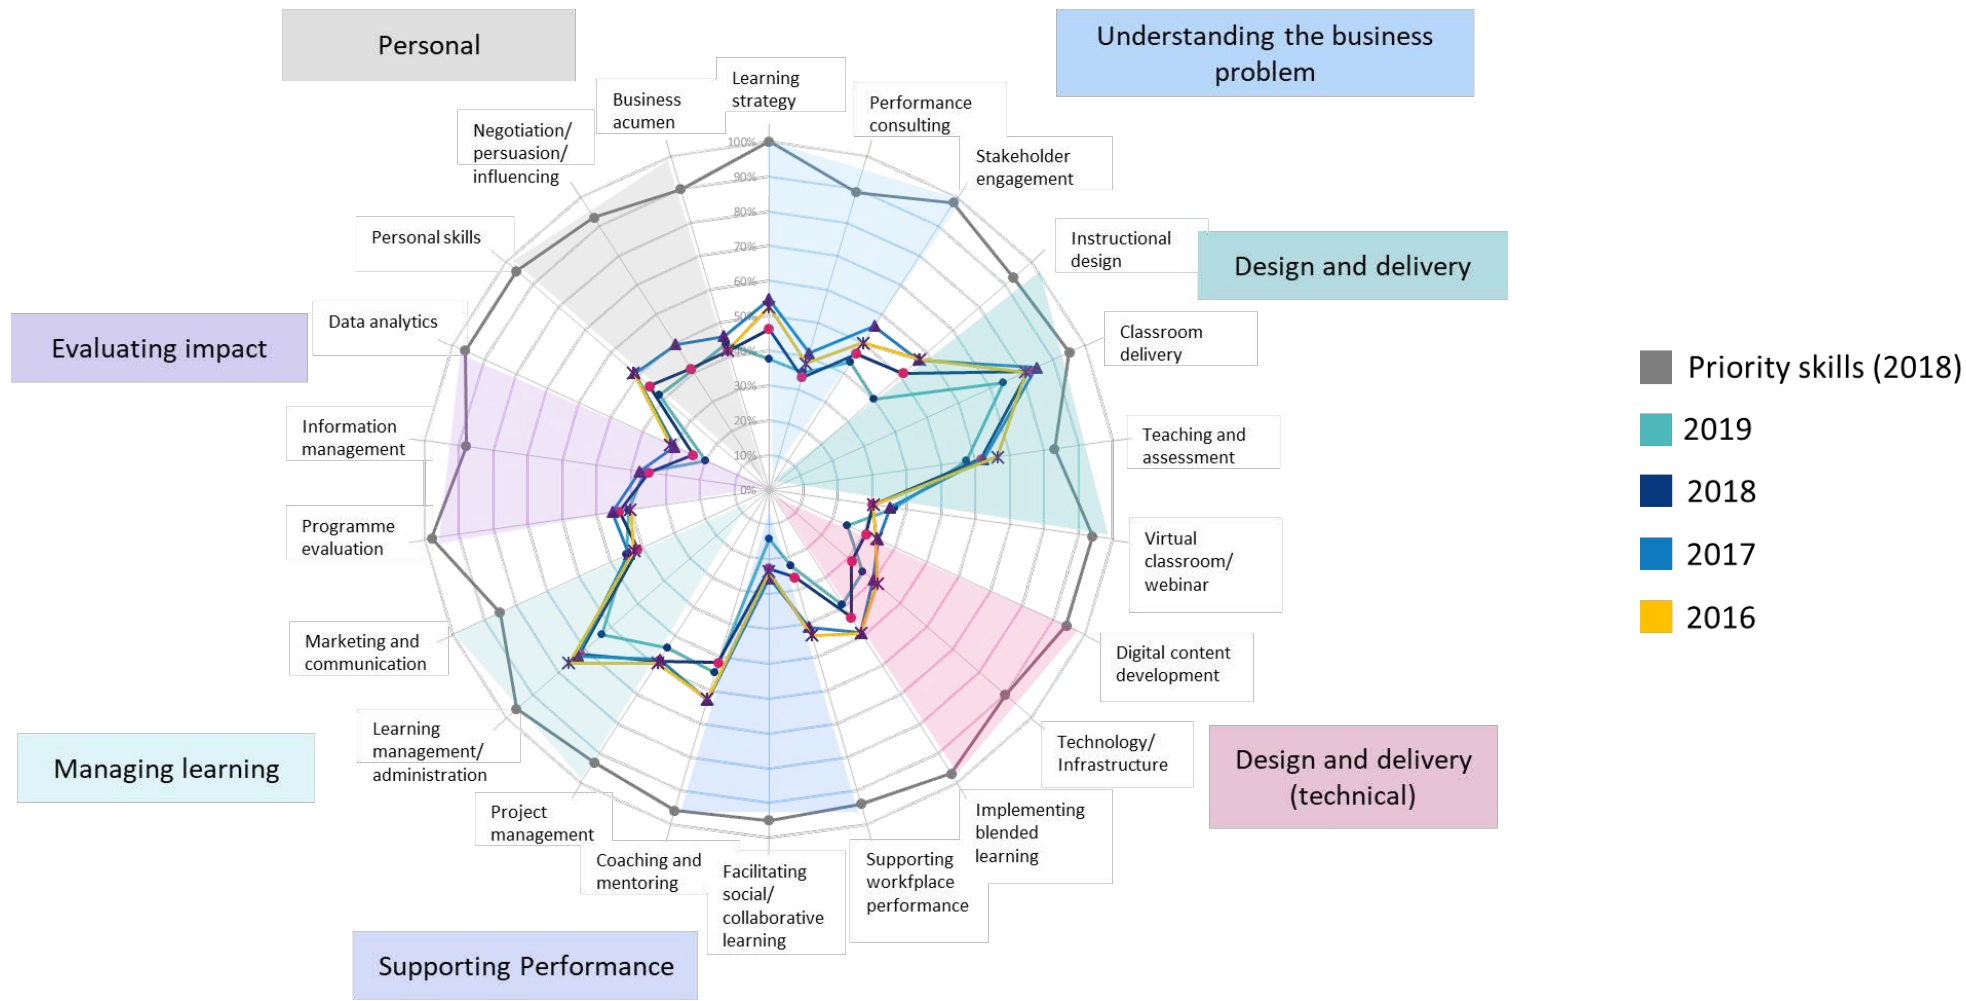 Personal
Understanding the business
problem
Learning
strategy
Business
acumen
Performance
consulting
Negotiation/
persuasion/
influencing
Stakeholder
engagement
Personal skills
Instructional
design
Design and delivery
Data analytics
Classroom
delivery
Evaluating impact
Information
management
Teaching and
assessment
Programme
evaluation
Virtual
classroom/
webinar
Marketing and
communication
Digital content
development
Managing learning
Learning
management/
administration
Technology/
Infrastructure
Design and delivery
(technical)
Project
management
Implementing
blended
learning
Coaching and
mentoring
Facilitating
social/
collaborative
learning
Supporting
workfplace
performance
Supporting Performance
100%
90%
80%
70%
60%
50%
40%
30%
20%
10%
0%
Priority skills (2018)
2019
2018
2017
2016